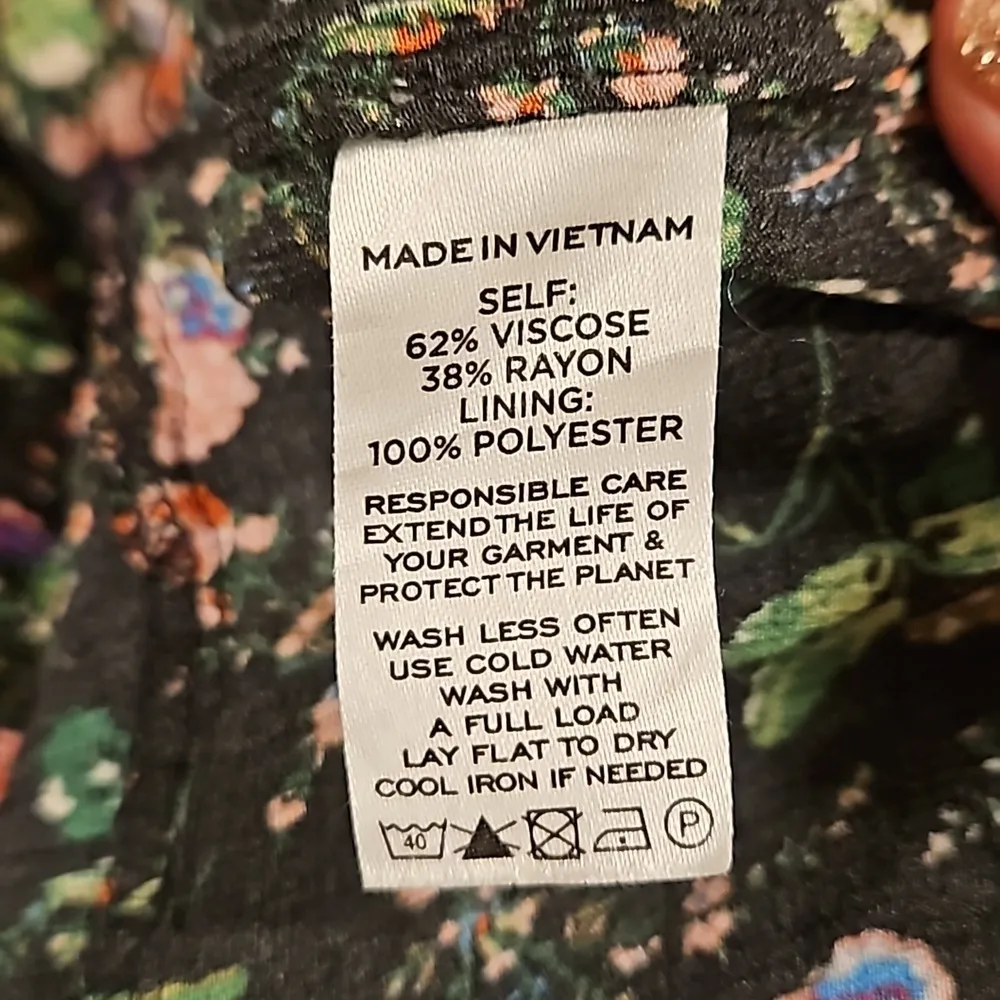 MADE IN VIETNAM
SELF:
62% VISCOSE
38% RAYON
LINING:
100% POLYESTER
RESPONSIBLE CARE
EXTEND THE LIFE OF
YOUR GARMENT &
PROTECT THE PLANET
WASH LESS OFTEN
USE COLD WATER
WASH WITH
A FULL LOAD
LAY FLAT TO DRY
COOL IRON IF NEEDED
40 P